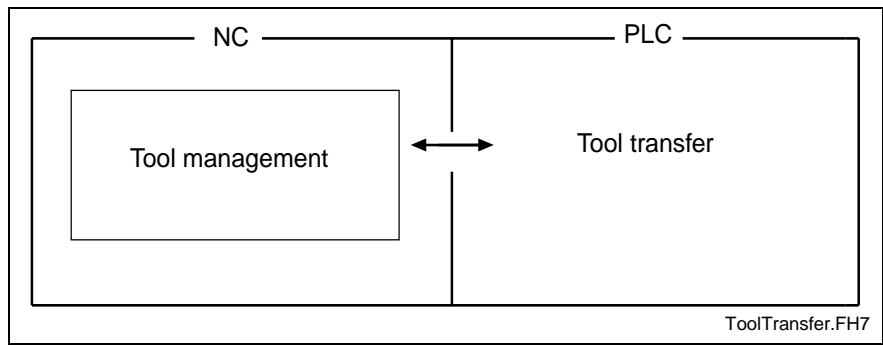 NC
PLC
Tool management
Tool transfer
ToolTransfer.FH7